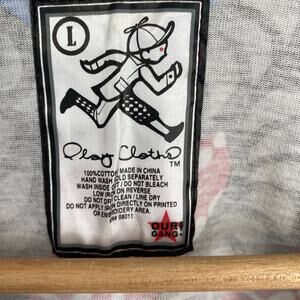 L
Play Cloths
TM
100%COTTON MADE IN CHINA
HAND WASH COLD SEPARATELY
WASH INSIDE OUT / DO NOT BLEACH
LOW IRON ON REVERSE
DO NOT DRY CLEAN / LINE DRY
DO NOT APPLY IRON DIRECTLY ON PRINTED
OR EMBROIDERY AREA.
98011
OUR
GANG